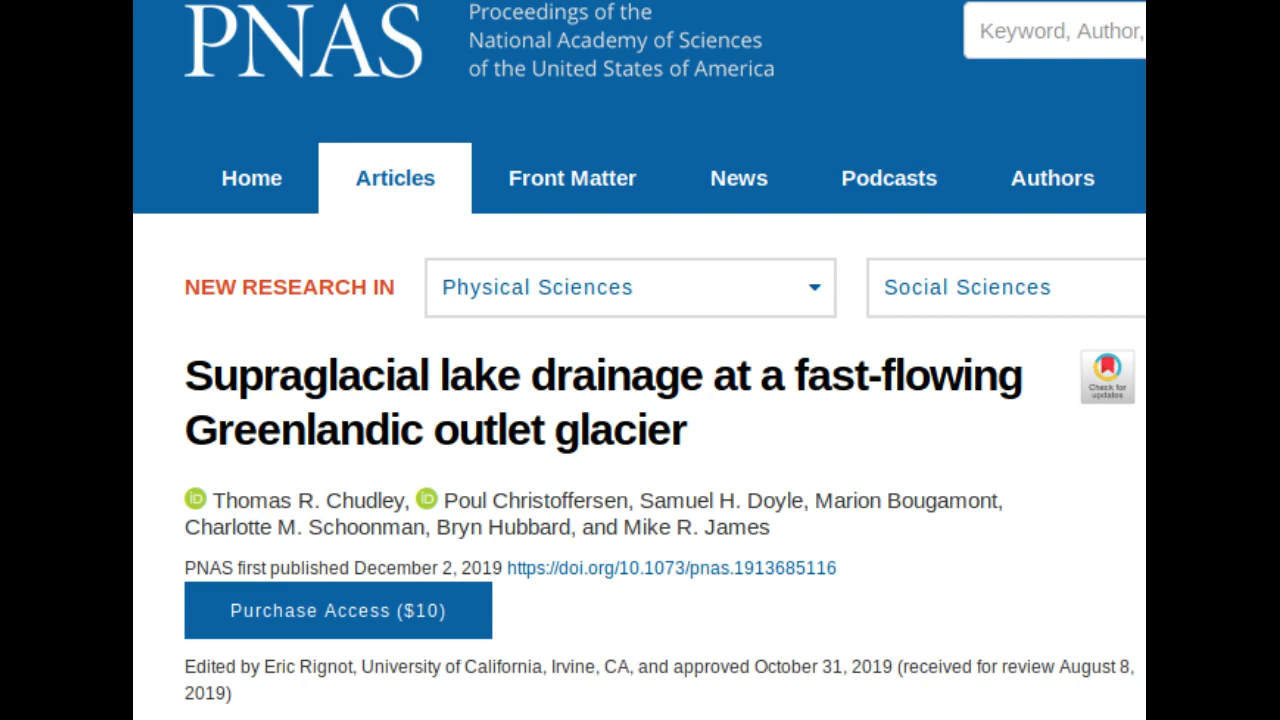 PNAS
Proceedings of the
National Academy of Sciences
of the United States of America
Keyword, Author,
Home Articles Front Matter News Podcasts Authors
NEW RESEARCH IN Physical Sciences Social Sciences
Supraglacial lake drainage at a fast-flowing
Greenlandic outlet glacier
Check for
updates
iD Thomas R. Chudley, iD Poul Christoffersen, Samuel H. Doyle, Marion Bougamont,
Charlotte M. Schoonman, Bryn Hubbard, and Mike R. James
PNAS first published December 2, 2019 https://doi.org/10.1073/pnas.1913685116
Purchase Access ($10)
Edited by Eric Rignot, University of California, Irvine, CA, and approved October 31, 2019 (received for review August 8,
2019)